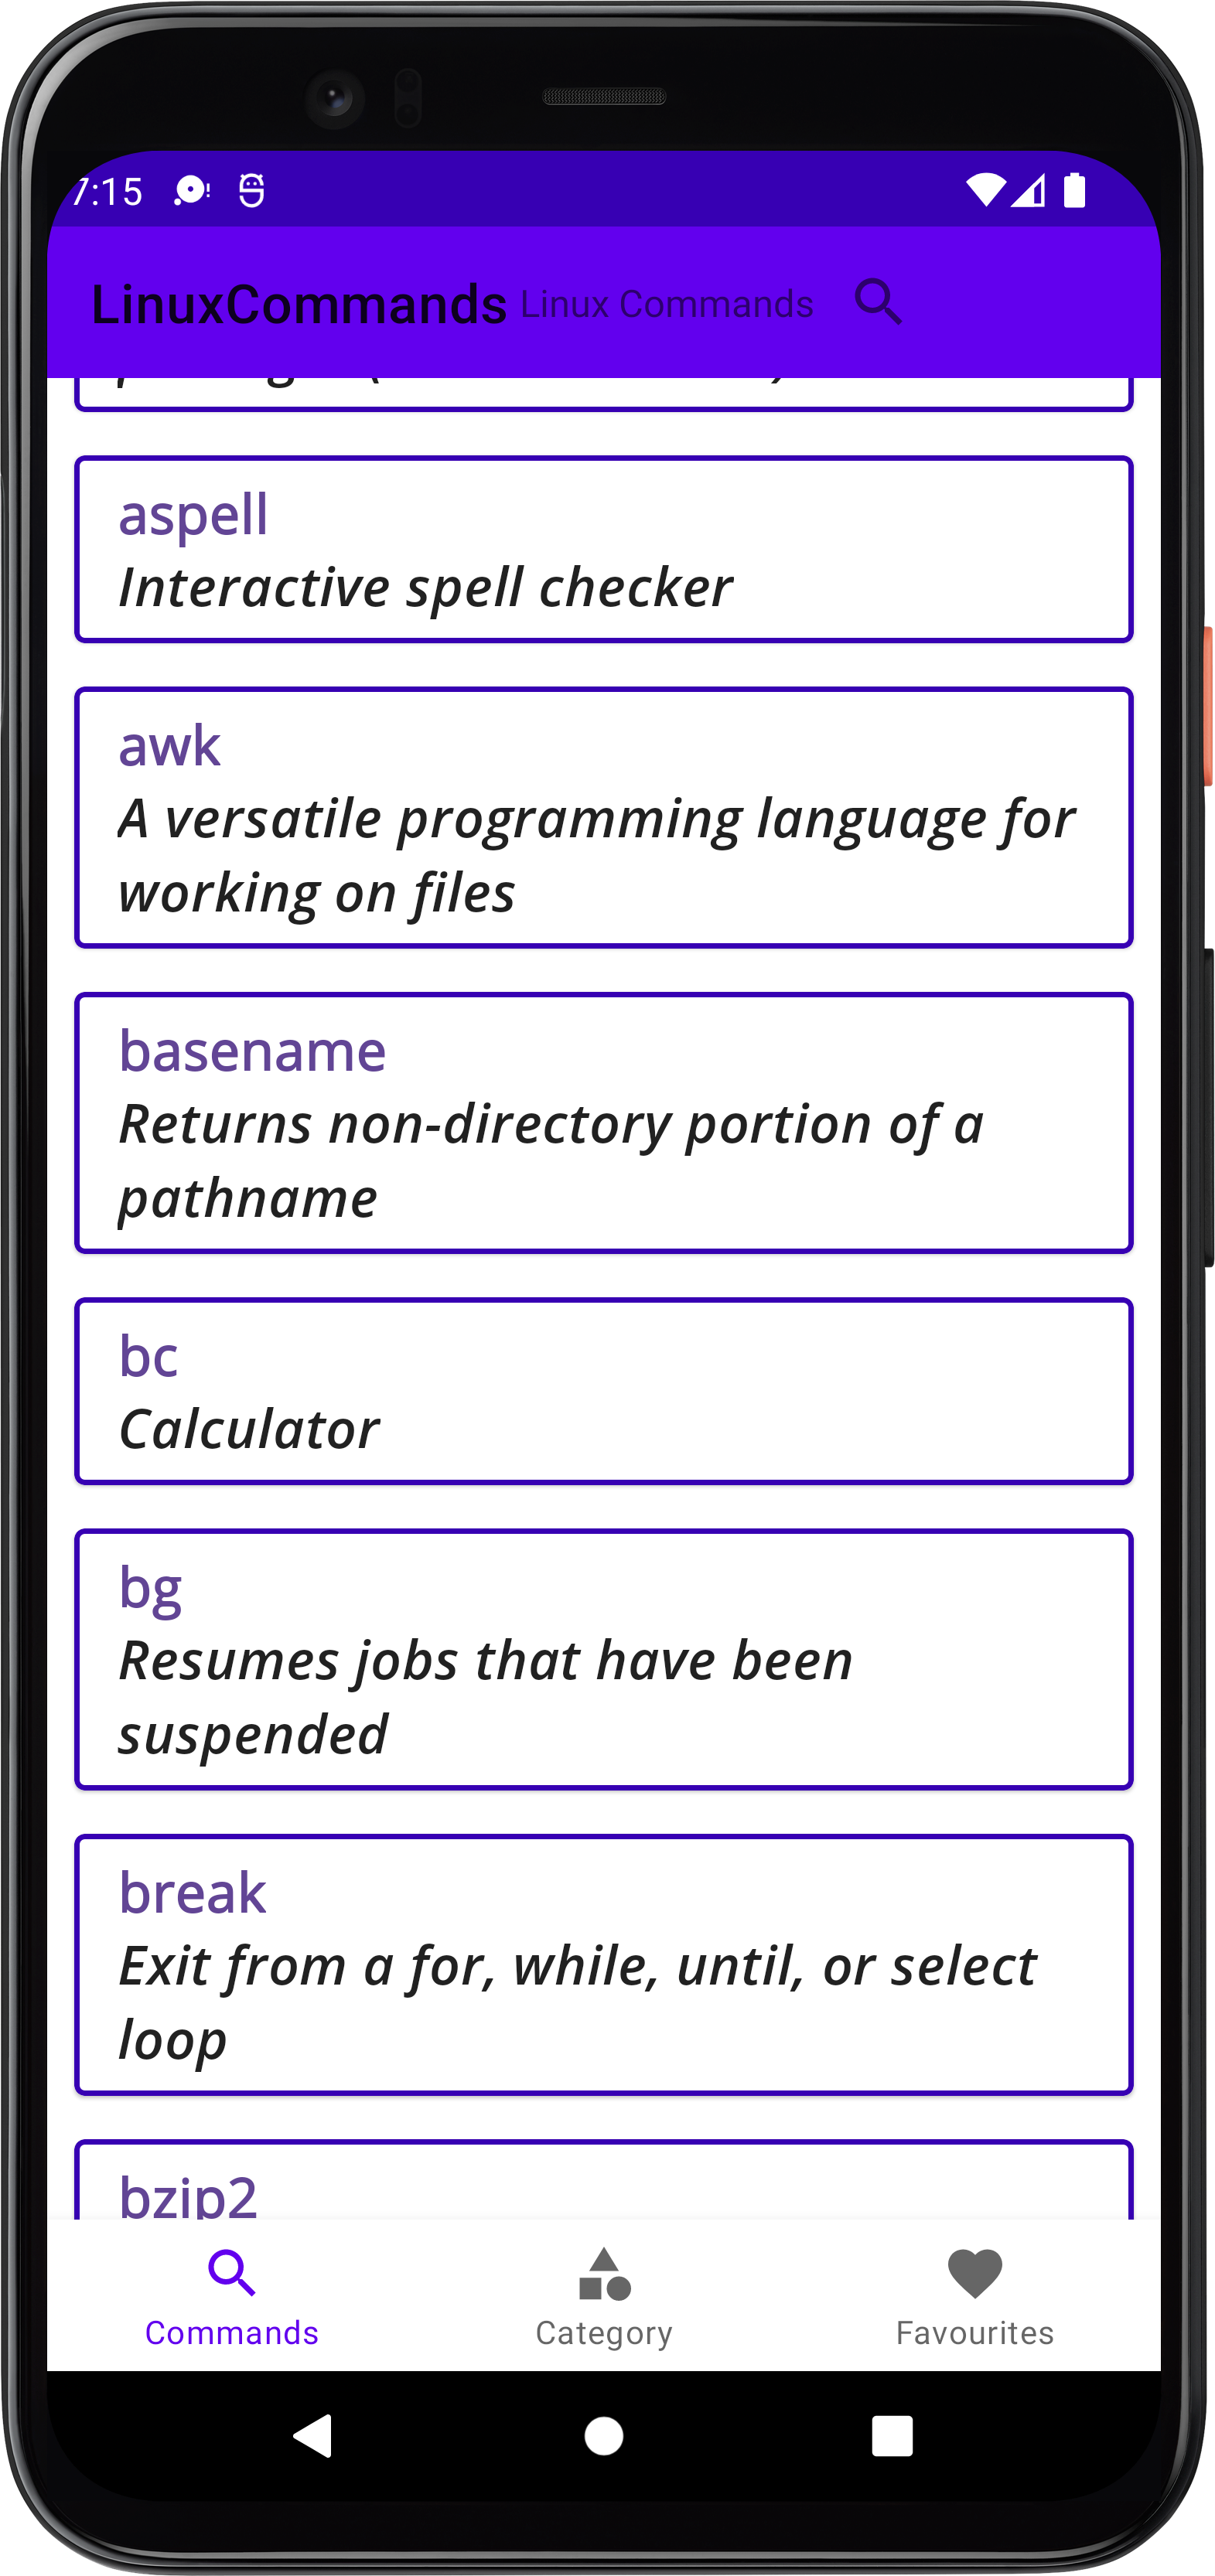 7:15
LinuxCommands Linux Commands
aspell
Interactive spell checker
awk
A versatile programming language for
working on files
basename
Returns non-directory portion of a
pathname
bc
Calculator
bg
Resumes jobs that have been
suspended
break
Exit from a for, while, until, or select
loop
bzip2
Commands Category Favourites